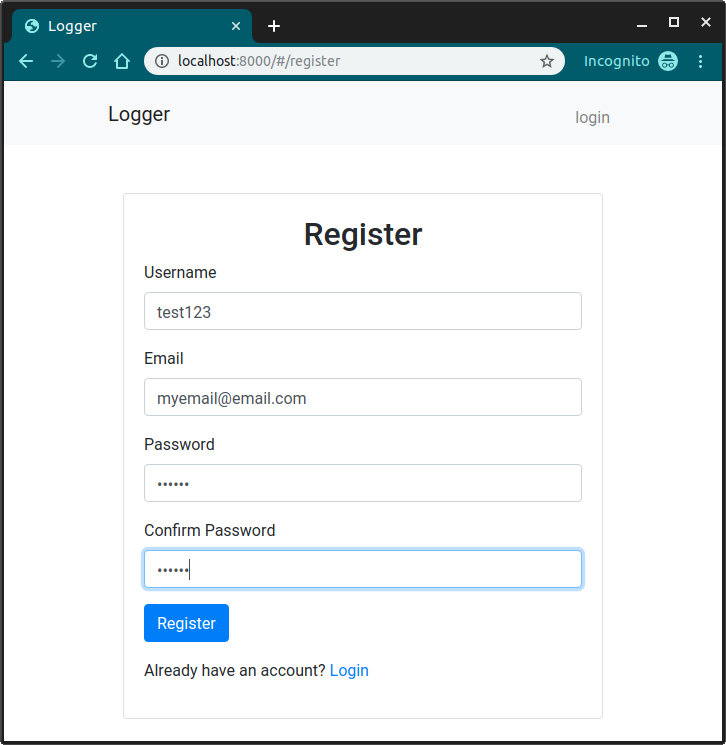 Logger
localhost:8000/#/register
Incognito
Logger
login
Register
Username
test123
Email
myemail@email.com
Password
••••••
Confirm Password
••••••
Register
Already have an account? Login